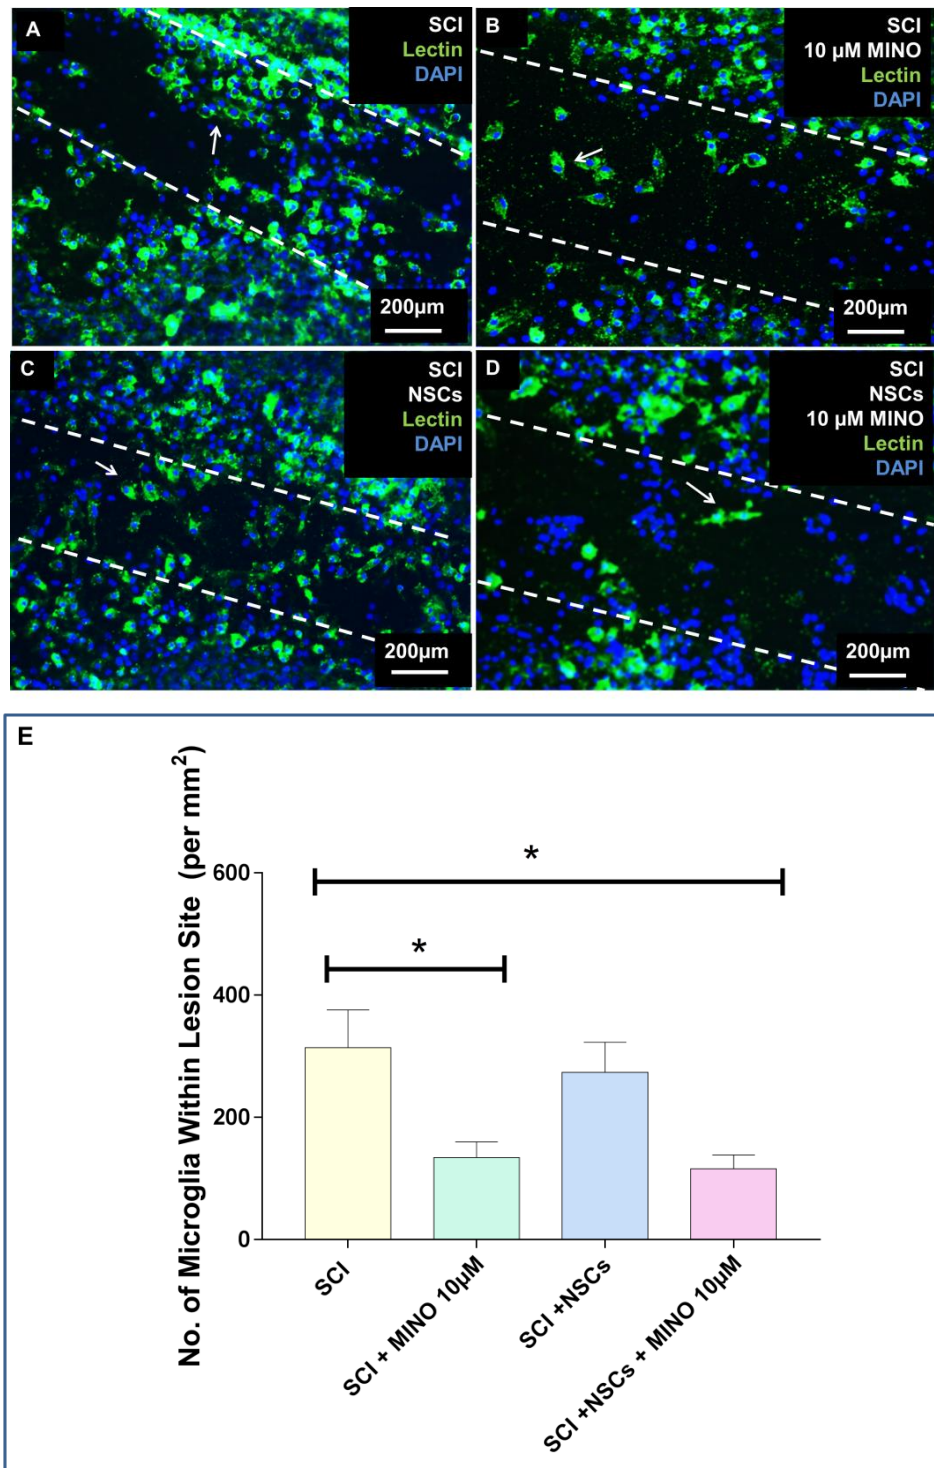 A
SCI
Lectin
DAPI
200µm
B
SCI
10 µM MINO
Lectin
DAPI
200µm
C
SCI
NSCs
Lectin
DAPI
200µm
D
SCI
NSCs
10 µM MINO
Lectin
DAPI
200µm
E
No. of Microglia Within Lesion Site (per mm²)
600
400
200
0
*
*
SCI
SCI + MINO 10µM
SCI +NSCs
SCI +NSCs + MINO 10µM